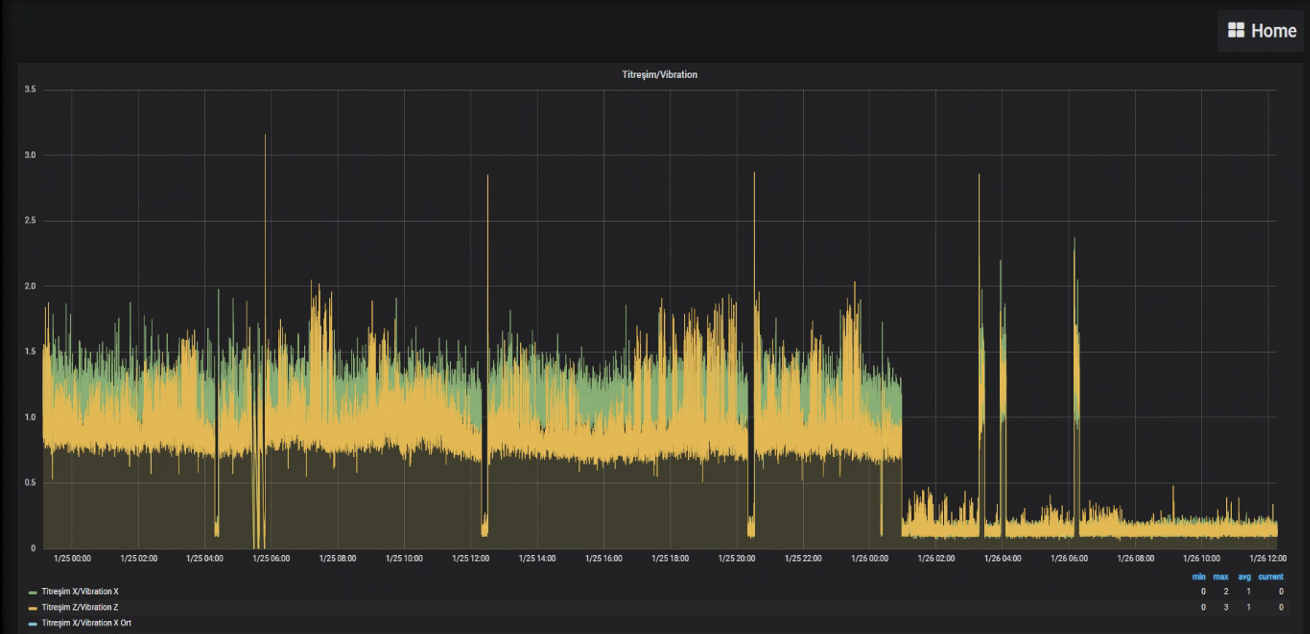 Home
Titreşim/Vibration
3.5
3.0
2.5
2.0
1.5
1.0
0.5
0
1/25 00:00 1/25 02:00 1/25 04:00 1/25 06:00 1/25 08:00 1/25 10:00 1/25 12:00 1/25 14:00 1/25 16:00 1/25 18:00 1/25 20:00 1/25 22:00 1/26 00:00 1/26 02:00 1/26 04:00 1/26 06:00 1/26 08:00 1/26 10:00 1/26 12:00
min max avg current
Titreşim X/Vibration X 0 2 1 0
Titreşim Z/Vibration Z 0 3 1 0
Titreşim X/Vibration X Ort